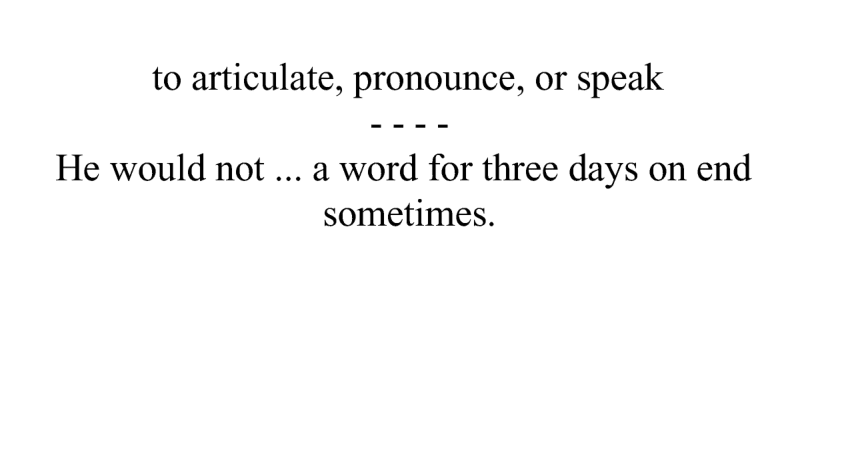 to articulate, pronounce, or speak
- - - -
He would not ... a word for three days on end
sometimes.